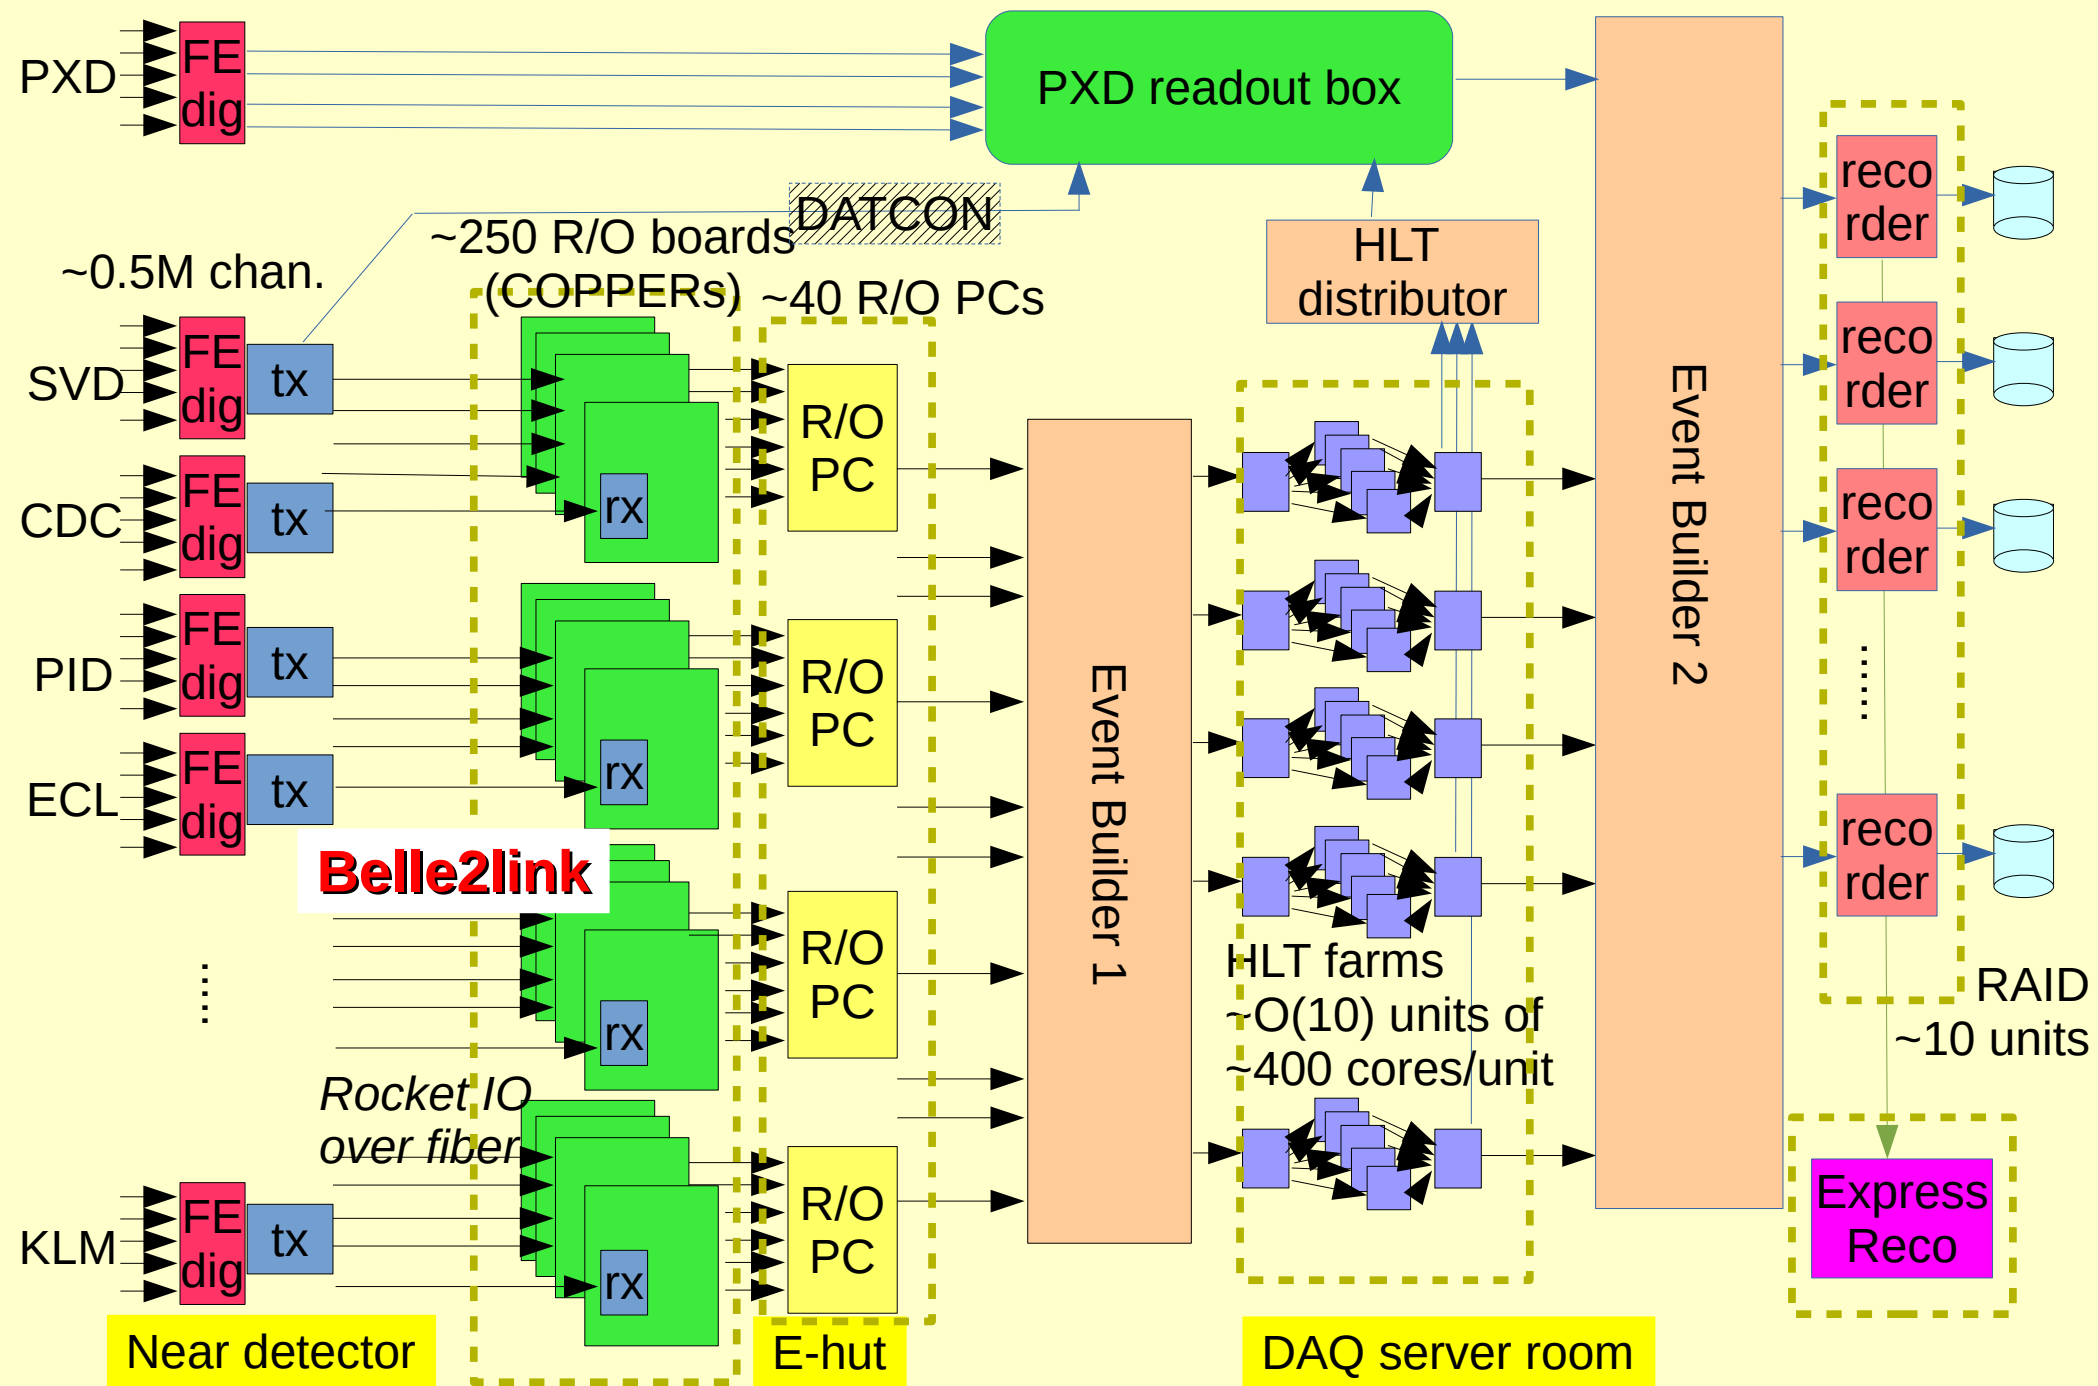 PXD
FE
dig
PXD readout box
DATCON
~250 R/O boards
(COPPERs)
~0.5M chan.
~40 R/O PCs
HLT
distributor
SVD
FE
dig
tx
rx
R/O
PC
CDC
FE
dig
tx
PID
FE
dig
tx
rx
R/O
PC
ECL
FE
dig
tx
Belle2link
rx
R/O
PC
......
Rocket IO
over fiber
KLM
FE
dig
tx
rx
R/O
PC
Event Builder 1
HLT farms
~O(10) units of
~400 cores/unit
Event Builder 2
reco
rder
reco
rder
reco
rder
......
reco
rder
RAID
~10 units
Express
Reco
Near detector
E-hut
DAQ server room